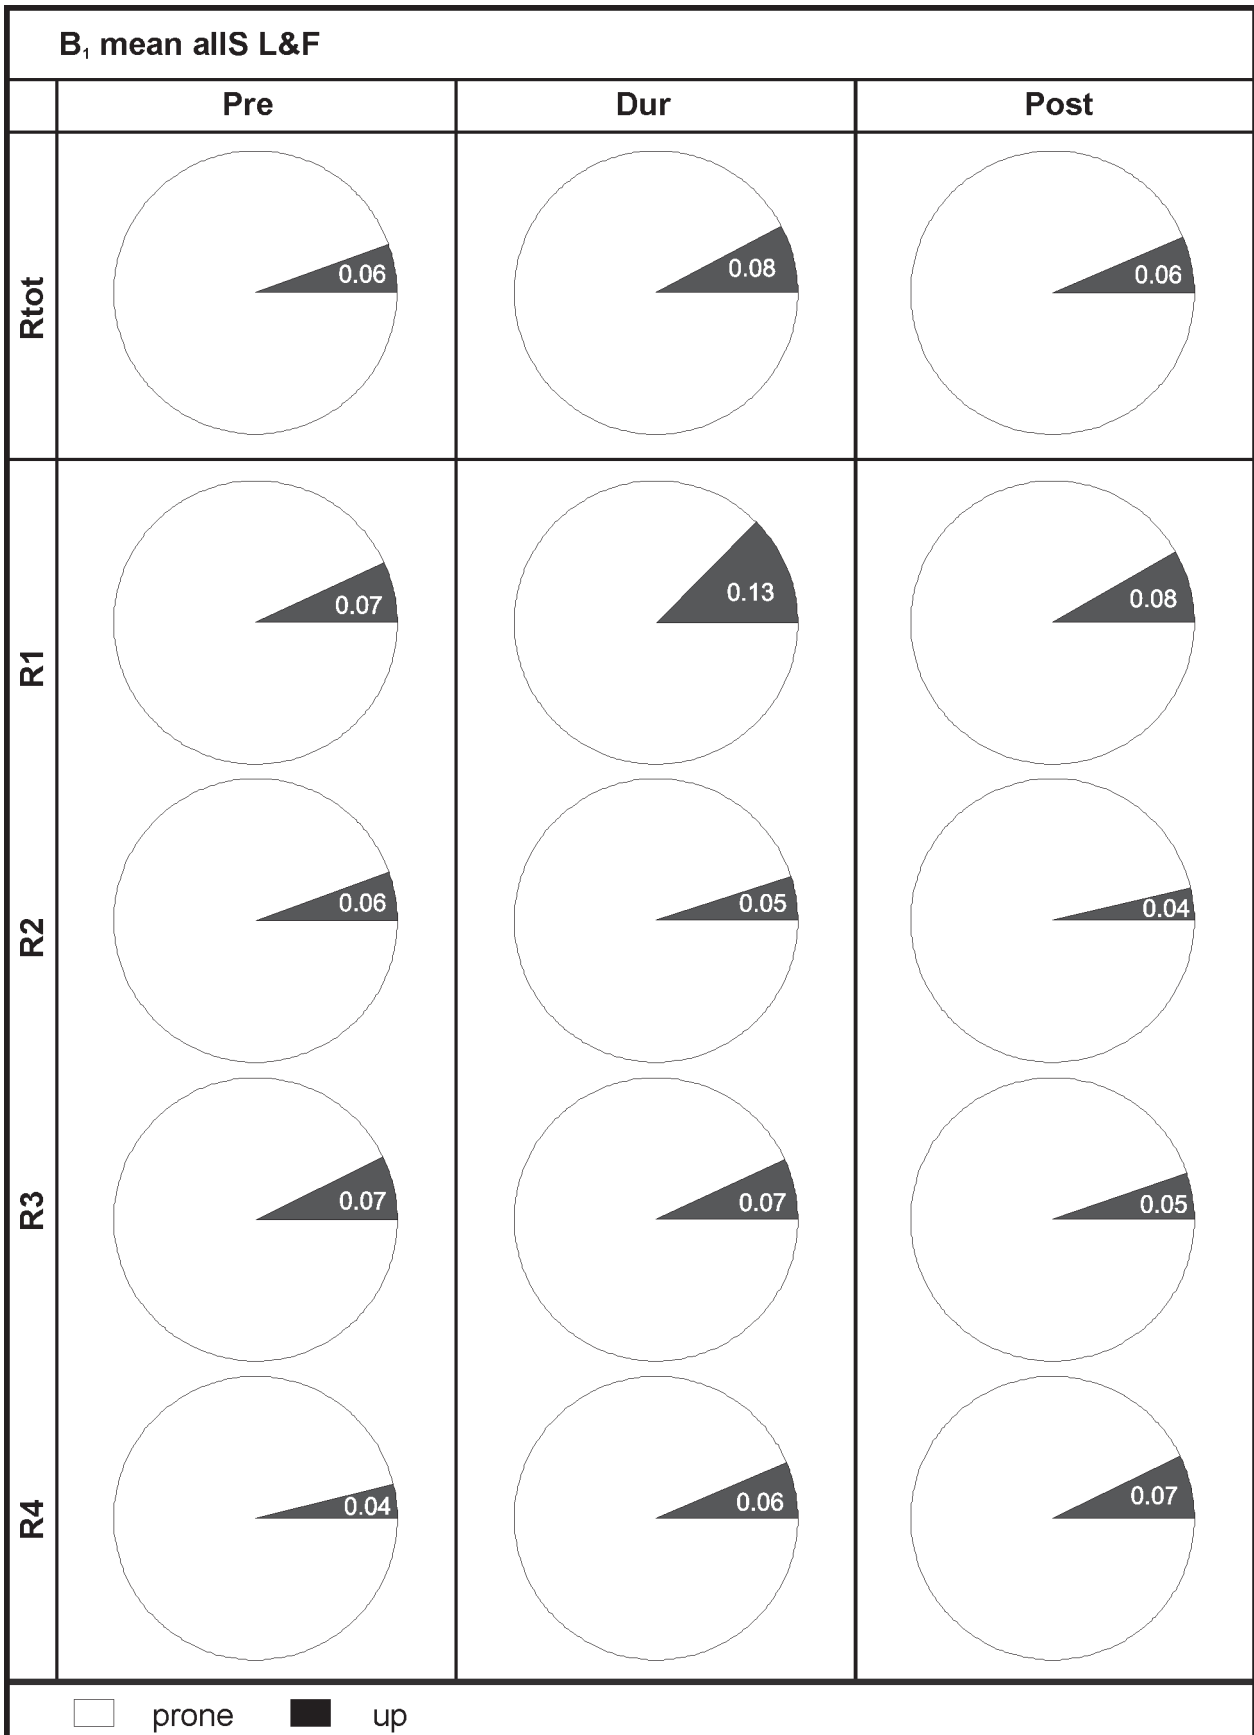 B₁ mean allS L&F
Pre Dur Post
Rtot
0.06 0.08 0.06
R1
0.07 0.13 0.08
R2
0.06 0.05 0.04
R3
0.07 0.07 0.05
R4
0.04 0.06 0.07
prone up